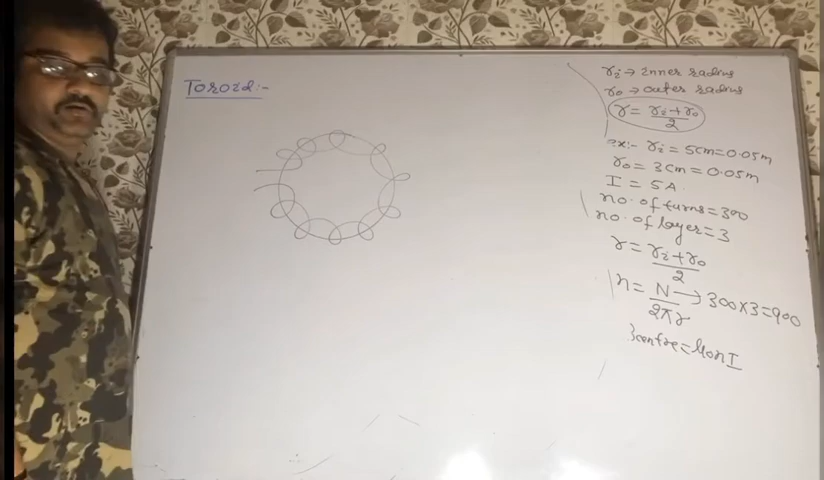 Toroid:-
ri → inner radius
ro → outer radius
r = ri + ro / 2
ex:- ri = 5cm = 0.05m
ro = 3cm = 0.05m
I = 5A.
no. of turns = 300
no. of layer = 3
r = ri + ro / 2
n = N / 2πr → 300 × 3 = 900
Bcentre = μ0nI